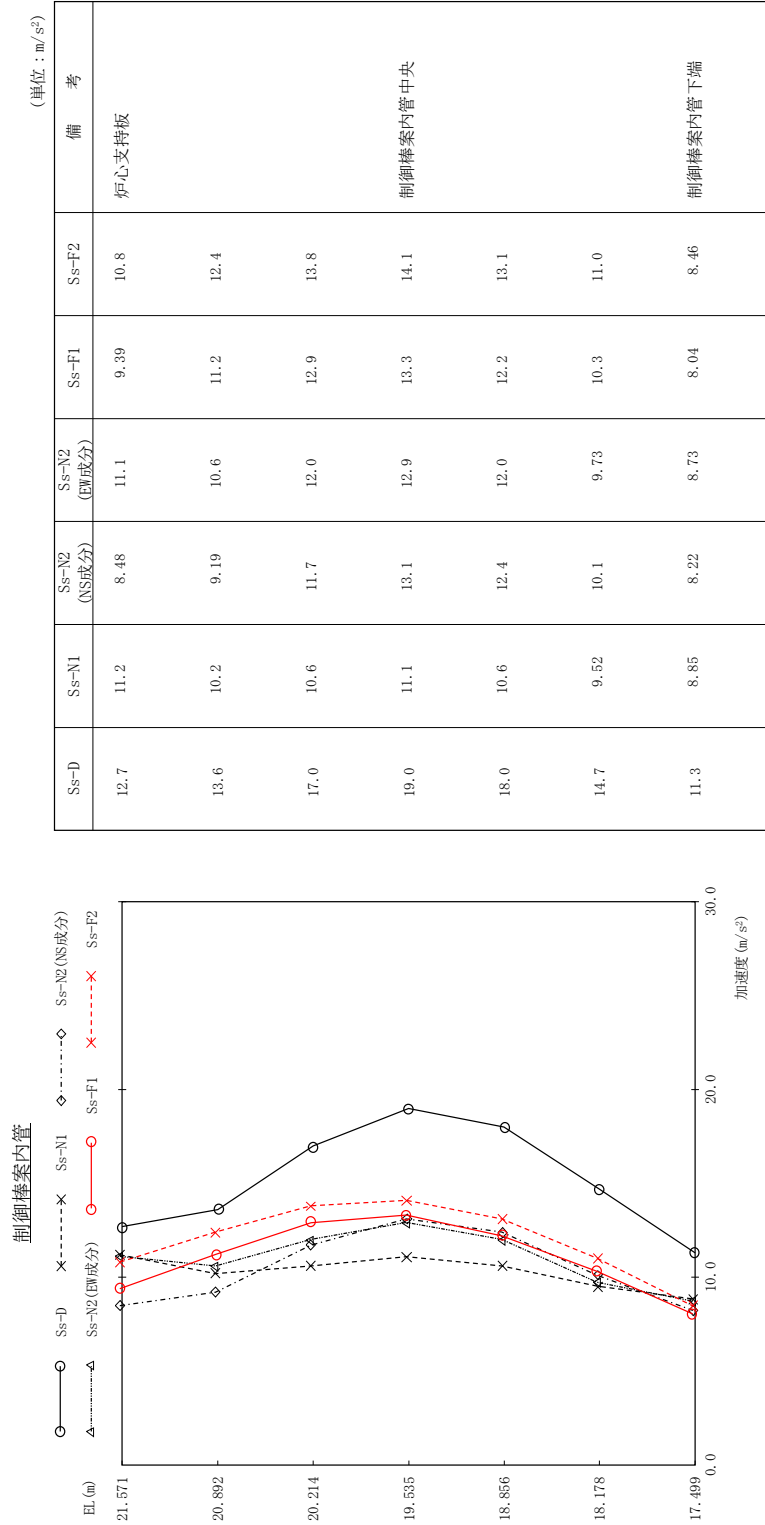 制御棒案内管
Ss-D
Ss-N1
Ss-N2(NS成分)
Ss-N2(EW成分)
Ss-F1
Ss-F2
EL(m)
21.571
20.892
20.214
19.535
18.856
18.178
17.499
0.0 10.0 20.0 30.0
加速度(m/s²)
(単位:m/s²)
Ss-D Ss-N1 Ss-N2 (NS成分) Ss-N2 (EW成分) Ss-F1 Ss-F2 備 考
12.7 11.2 8.48 11.1 9.39 10.8 炉心支持板
13.6 10.2 9.19 10.6 11.2 12.4
17.0 10.6 11.7 12.0 12.9 13.8
19.0 11.1 13.1 12.9 13.3 14.1 制御棒案内管中央
18.0 10.6 12.4 12.0 12.2 13.1
14.7 9.52 10.1 9.73 10.3 11.0
11.3 8.85 8.22 8.73 8.04 8.46 制御棒案内管下端